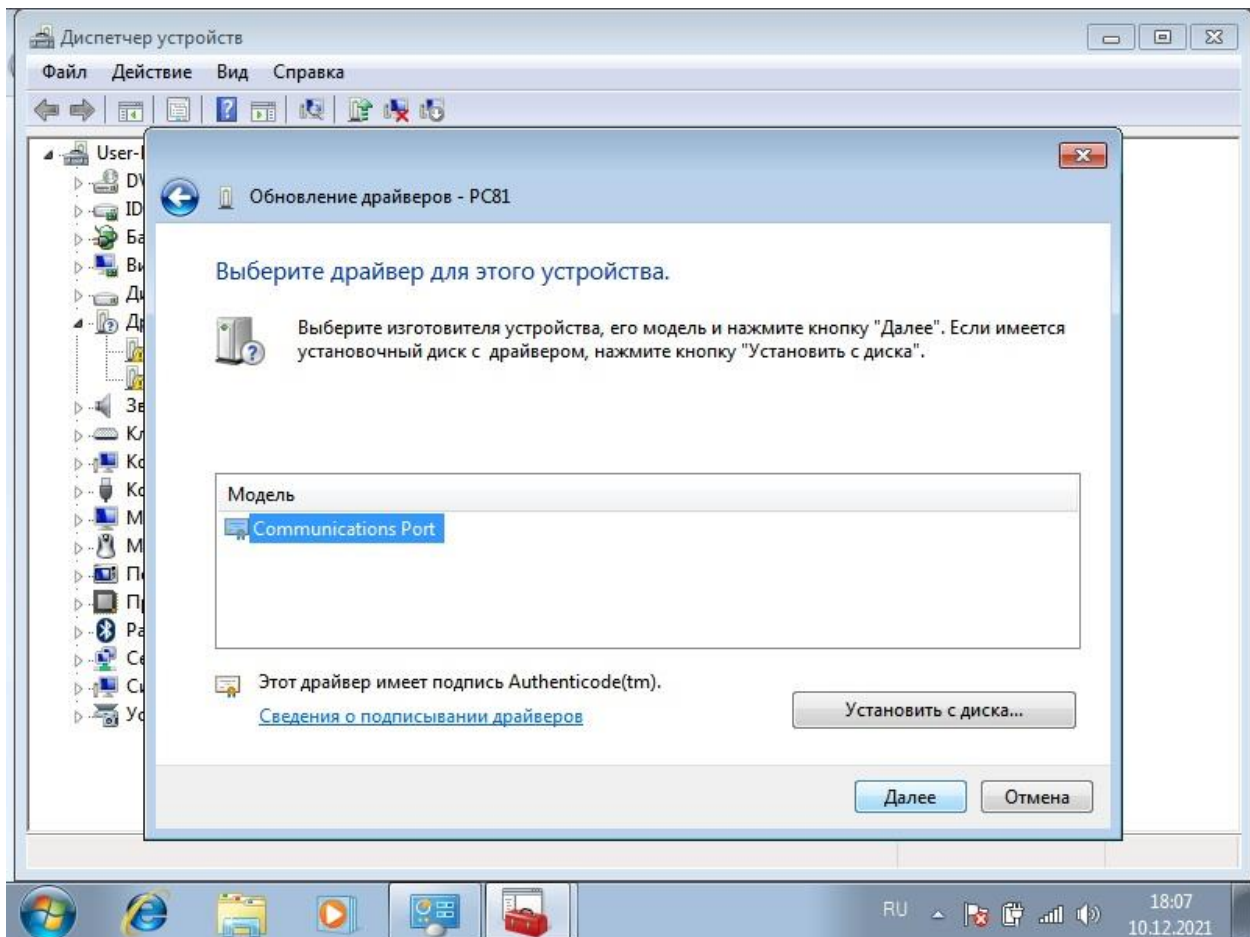 Диспетчер устройств
Файл Действие Вид Справка
User-
Обновление драйверов - PC81
Выберите драйвер для этого устройства.
Выберите изготовителя устройства, его модель и нажмите кнопку "Далее". Если имеется
установочный диск с драйвером, нажмите кнопку "Установить с диска".
Модель
Communications Port
Этот драйвер имеет подпись Authenticode(tm).
Сведения о подписывании драйверов
Установить с диска...
Далее
Отмена
RU
18:07
10.12.2021